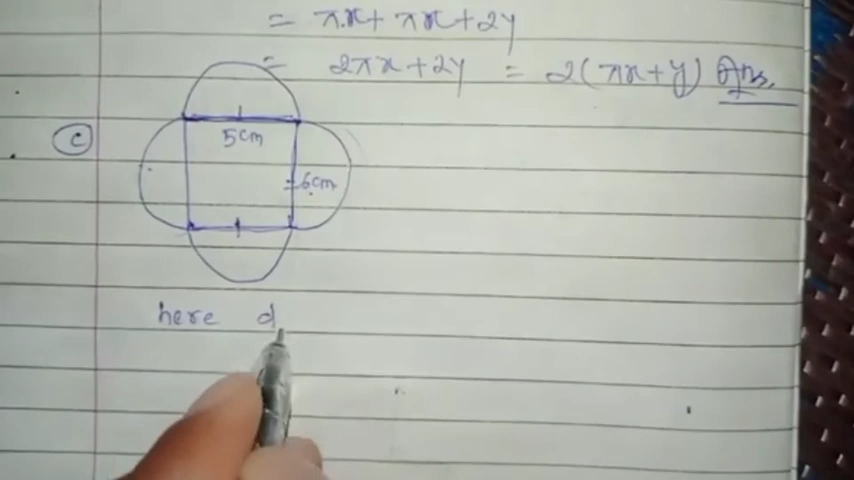 = πx + πx + 2y
= 2πx + 2y = 2(πx + y) Ans.
c
5cm
6cm
here d